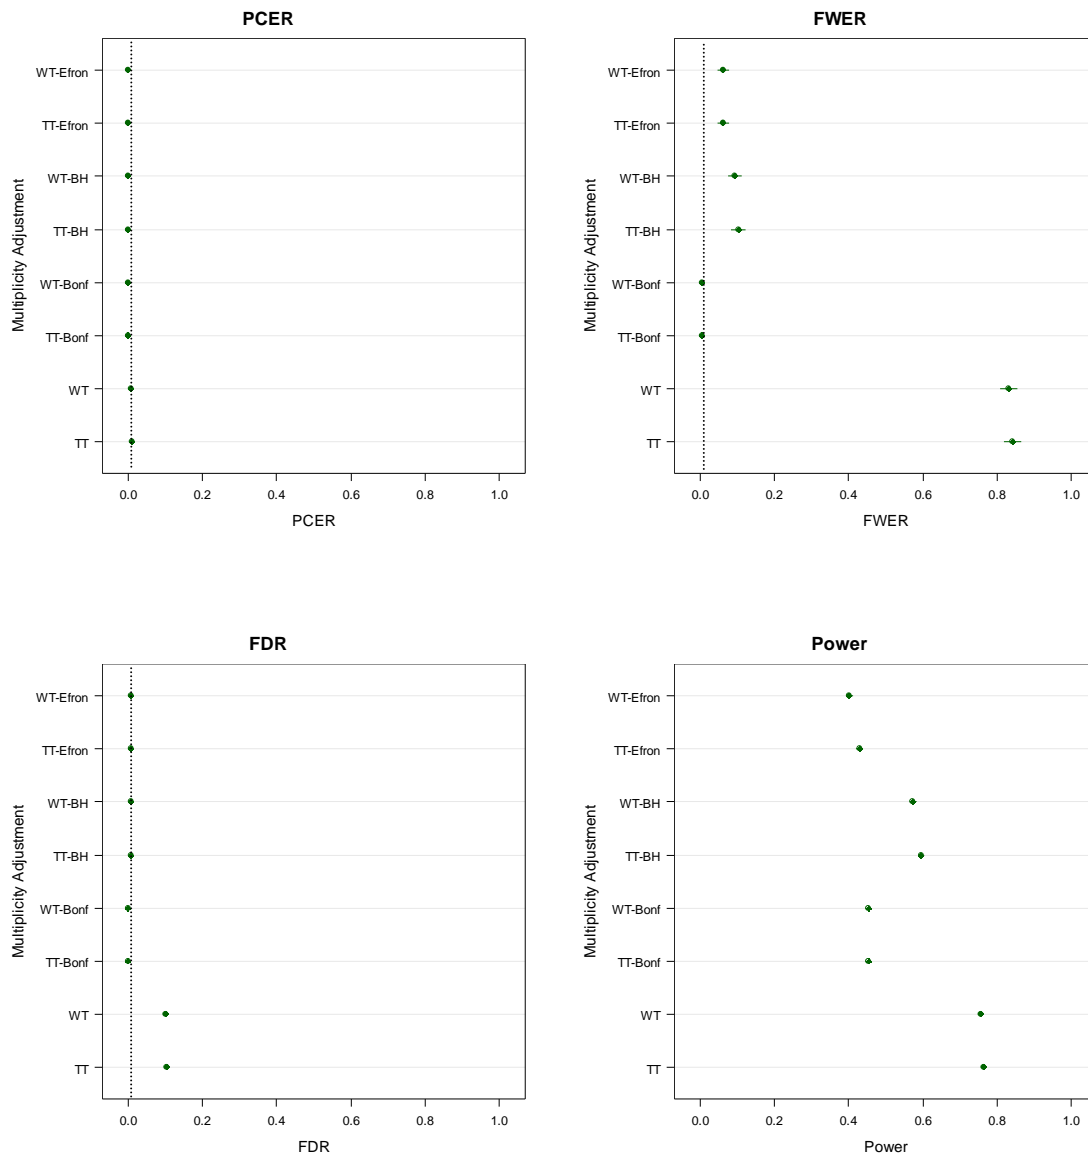 PCER
Multiplicity Adjustment
WT-Efron
TT-Efron
WT-BH
TT-BH
WT-Bonf
TT-Bonf
WT
TT
0.0 0.2 0.4 0.6 0.8 1.0
PCER
FWER
Multiplicity Adjustment
WT-Efron
TT-Efron
WT-BH
TT-BH
WT-Bonf
TT-Bonf
WT
TT
0.0 0.2 0.4 0.6 0.8 1.0
FWER
FDR
Multiplicity Adjustment
WT-Efron
TT-Efron
WT-BH
TT-BH
WT-Bonf
TT-Bonf
WT
TT
0.0 0.2 0.4 0.6 0.8 1.0
FDR
Power
Multiplicity Adjustment
WT-Efron
TT-Efron
WT-BH
TT-BH
WT-Bonf
TT-Bonf
WT
TT
0.0 0.2 0.4 0.6 0.8 1.0
Power